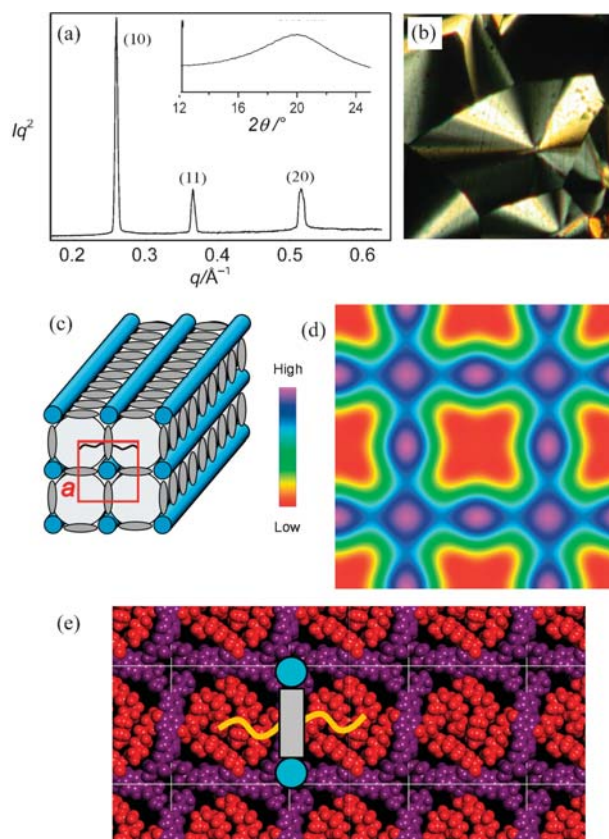 (a)
(10)
(11)
(20)
Iq²
0.2 0.3 0.4 0.5 0.6
q/Å⁻¹
12 16 20 24
2θ/°
(b)
(c)
a
(d)
High
Low
(e)